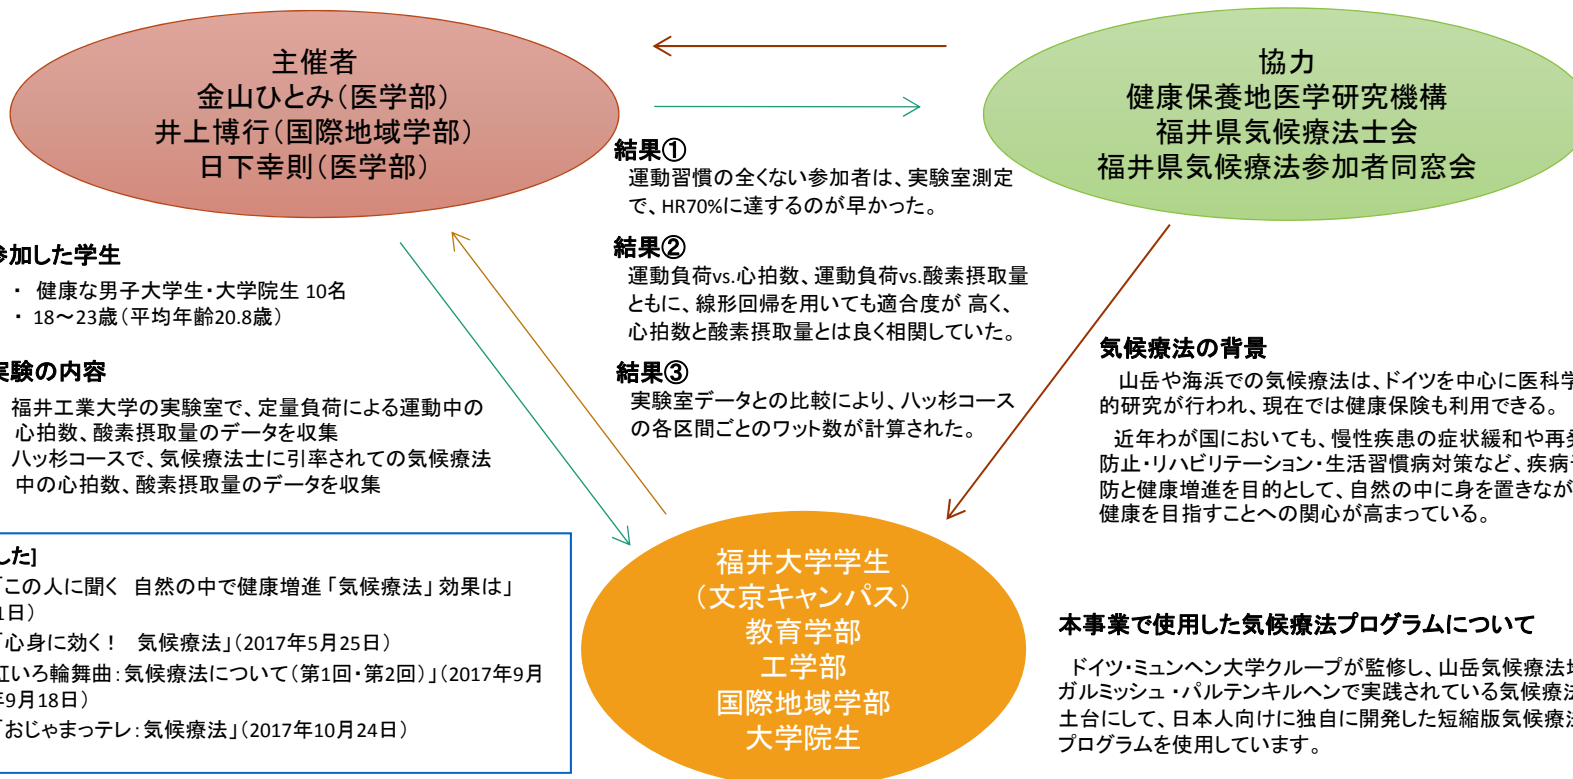 主催者
金山ひとみ（医学部）
井上博行（国際地域学部）
日下幸則（医学部）
協力
健康保養地医学研究機構
福井県気候療法士会
福井県気候療法参加者同窓会
参加した学生
・ 健康な男子大学生・大学院生 10名
・ 18～23歳（平均年齢20.8歳）
実験の内容
福井工業大学の実験室で、定量負荷による運動中の
心拍数、酸素摂取量のデータを収集
八ッ杉コースで、気候療法士に引率されての気候療法
中の心拍数、酸素摂取量のデータを収集
した]
「この人に聞く 自然の中で健康増進「気候療法」効果は」
1日）
「心身に効く！ 気候療法」（2017年5月25日）
虹いろ輪舞曲：気候療法について（第1回・第2回）」（2017年9月
年9月18日）
「おじゃまっテレ：気候療法」（2017年10月24日）
結果①
運動習慣の全くない参加者は、実験室測定
で、HR70%に達するのが早かった。
結果②
運動負荷vs.心拍数、運動負荷vs.酸素摂取量
ともに、線形回帰を用いても適合度が 高く、
心拍数と酸素摂取量とは良く相関していた。
結果③
実験室データとの比較により、八ッ杉コース
の各区間ごとのワット数が計算された。
福井大学学生
（文京キャンパス）
教育学部
工学部
国際地域学部
大学院生
気候療法の背景
山岳や海浜での気候療法は、ドイツを中心に医科学
的研究が行われ、現在では健康保険も利用できる。
近年わが国においても、慢性疾患の症状緩和や再発
防止・リハビリテーション・生活習慣病対策など、疾病予
防と健康増進を目的として、自然の中に身を置きなが
健康を目指すことへの関心が高まっている。
本事業で使用した気候療法プログラムについて
ドイツ・ミュンヘン大学グループが監修し、山岳気候療法地
ガルミッシュ・パルテンキルヘンで実践されている気候療法
土台にして、日本人向けに独自に開発した短縮版気候療法
プログラムを使用しています。